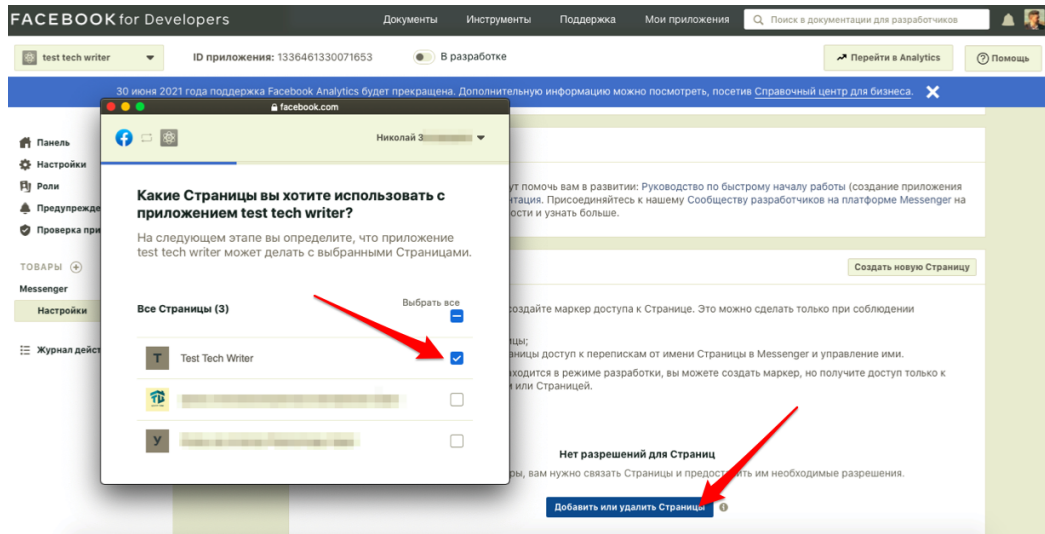 FACEBOOK for Developers
Документы Инструменты Поддержка Мои приложения Поиск в документации для разработчиков
test tech writer ID приложения: 1336461330071653 В разработке Перейти в Analytics Помощь
30 июня 2021 года поддержка Facebook Analytics будет прекращена. Дополнительную информацию можно посмотреть, посетив Справочный центр для бизнеса.
facebook.com
Николай З
Какие Страницы вы хотите использовать с
приложением test tech writer?
На следующем этапе вы определите, что приложение
test tech writer может делать с выбранными Страницами.
Все Страницы (3) Выбрать все
T Test Tech Writer
У
Панель
Настройки
Роли
Предупрежде
Проверка при
ТОВАРЫ
Messenger
Настройки
Журнал дейст
ут помочь вам в развитии: Руководство по быстрому началу работы (создание приложения
нтация. Присоединяйтесь к нашему Сообществу разработчиков на платформе Messenger на
ости и узнать больше.
Создать новую Страницу
создайте маркер доступа к Странице. Это можно сделать только при соблюдении
ицы;
аницы доступ к перепискам от имени Страницы в Messenger и управление ими.
аходится в режиме разработки, вы можете создать маркер, но получите доступ только к
и или Страницей.
Нет разрешений для Страниц
ры, вам нужно связать Страницы и предоставить им необходимые разрешения.
Добавить или удалить Страницы